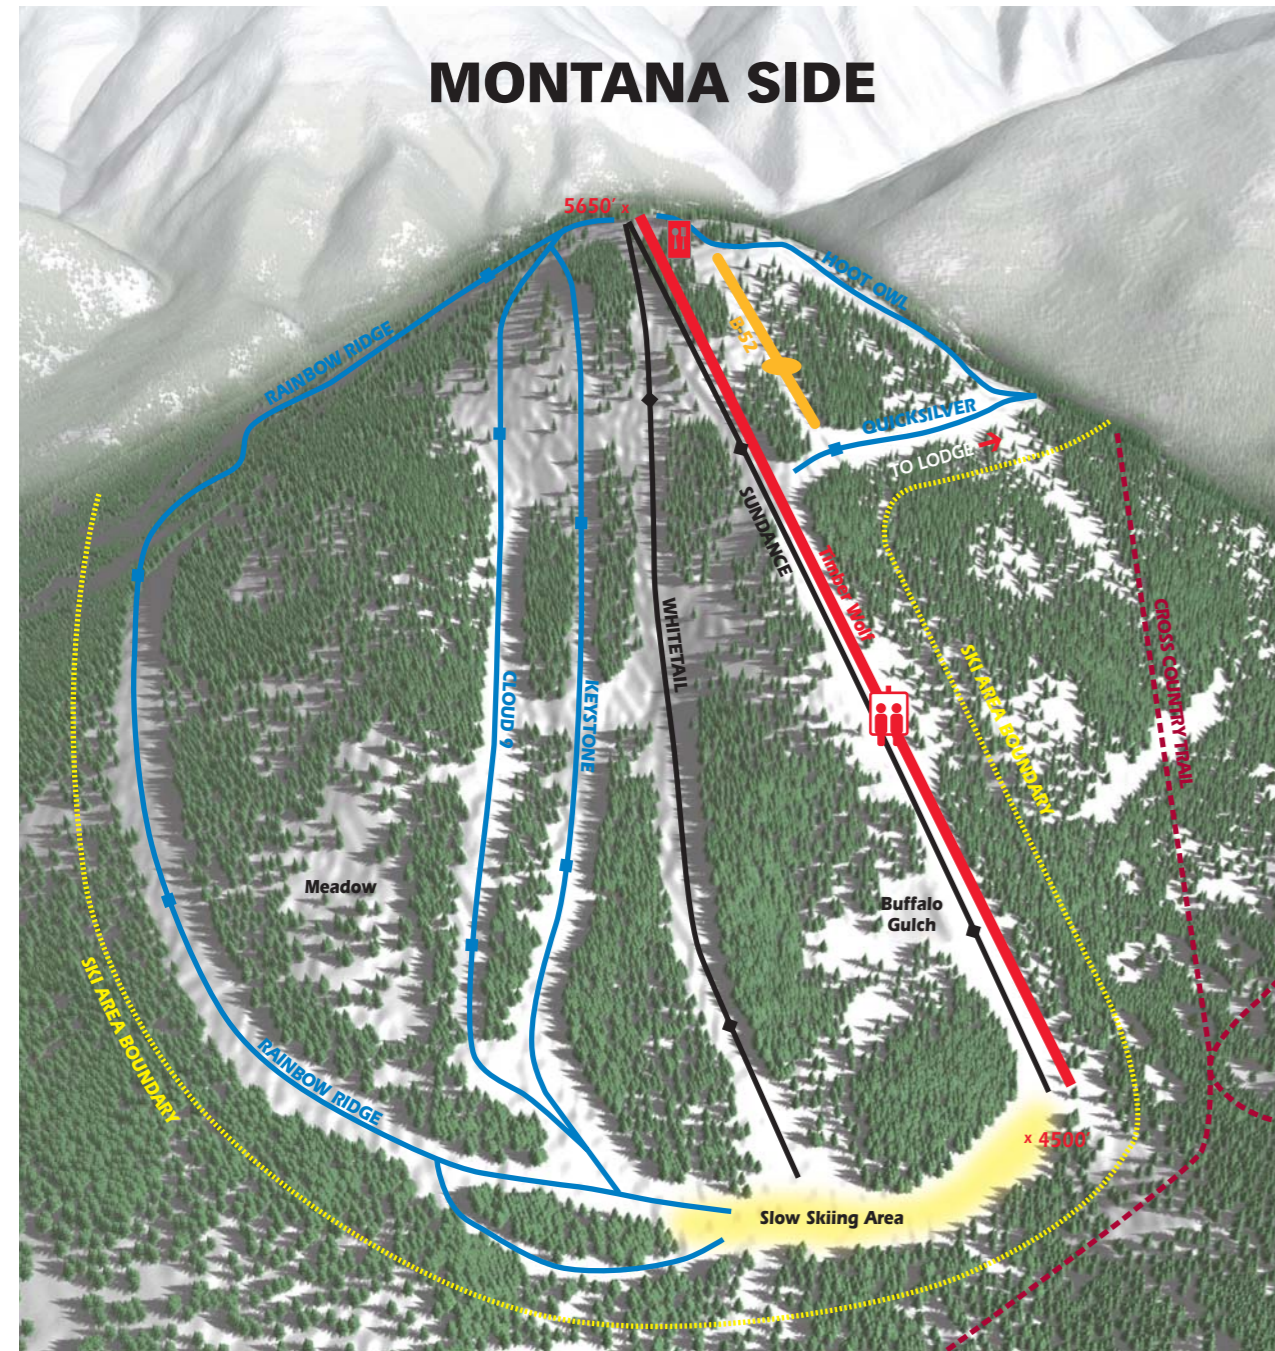 MONTANA SIDE
5650' x
HOOT OWL
B-52
RAINBOW RIDGE
QUICKSILVER
TO LODGE
SUNDANCE
Timber Wolf
WHITETAIL
CROSS COUNTRY TRAIL
SKI AREA BOUNDARY
CLOUD 9
KEYSTONE
Meadow
Buffalo
Gulch
SKI AREA BOUNDARY
RAINBOW RIDGE
x 4500'
Slow Skiing Area